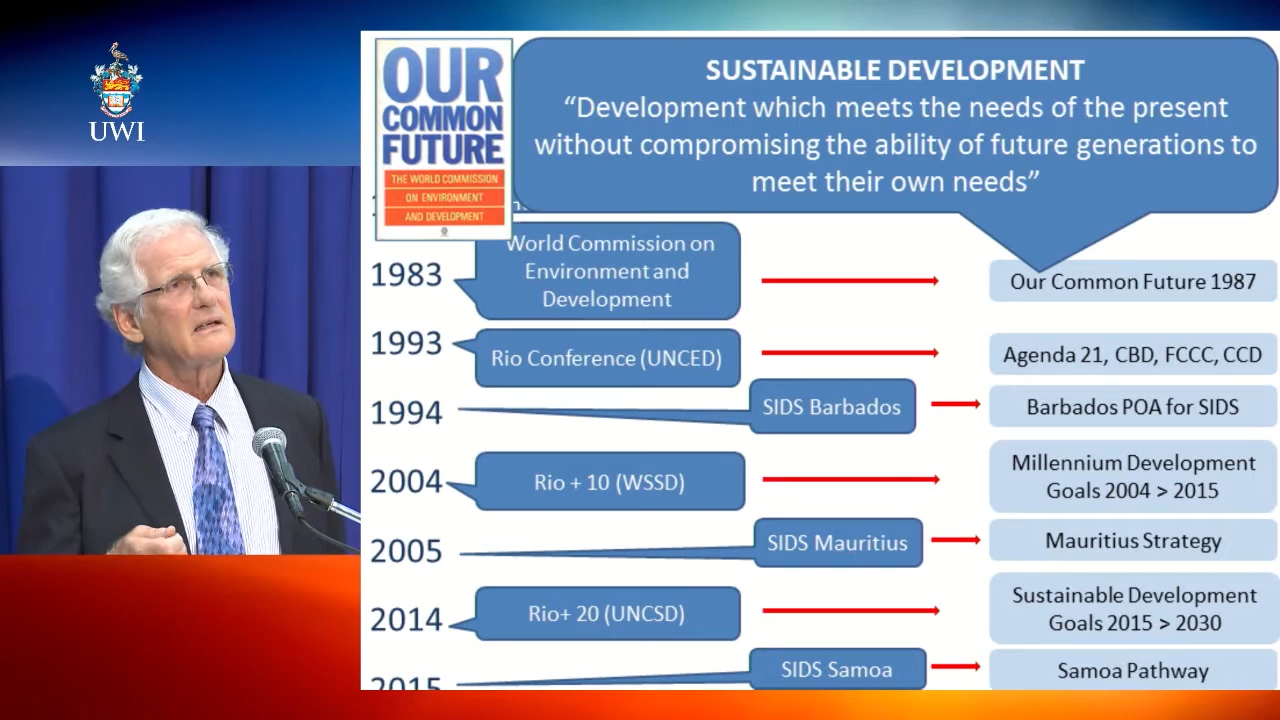 UWI
OUR
COMMON
FUTURE
THE WORLD COMMISSION
ON ENVIRONMENT
AND DEVELOPMENT
SUSTAINABLE DEVELOPMENT
“Development which meets the needs of the present
without compromising the ability of future generations to
meet their own needs”
1983
World Commission on
Environment and
Development
Our Common Future 1987
1993
Rio Conference (UNCED)
Agenda 21, CBD, FCCC, CCD
1994
SIDS Barbados
Barbados POA for SIDS
2004
Rio + 10 (WSSD)
Millennium Development
Goals 2004 > 2015
2005
SIDS Mauritius
Mauritius Strategy
2014
Rio+ 20 (UNCSD)
Sustainable Development
Goals 2015 > 2030
2015
SIDS Samoa
Samoa Pathway